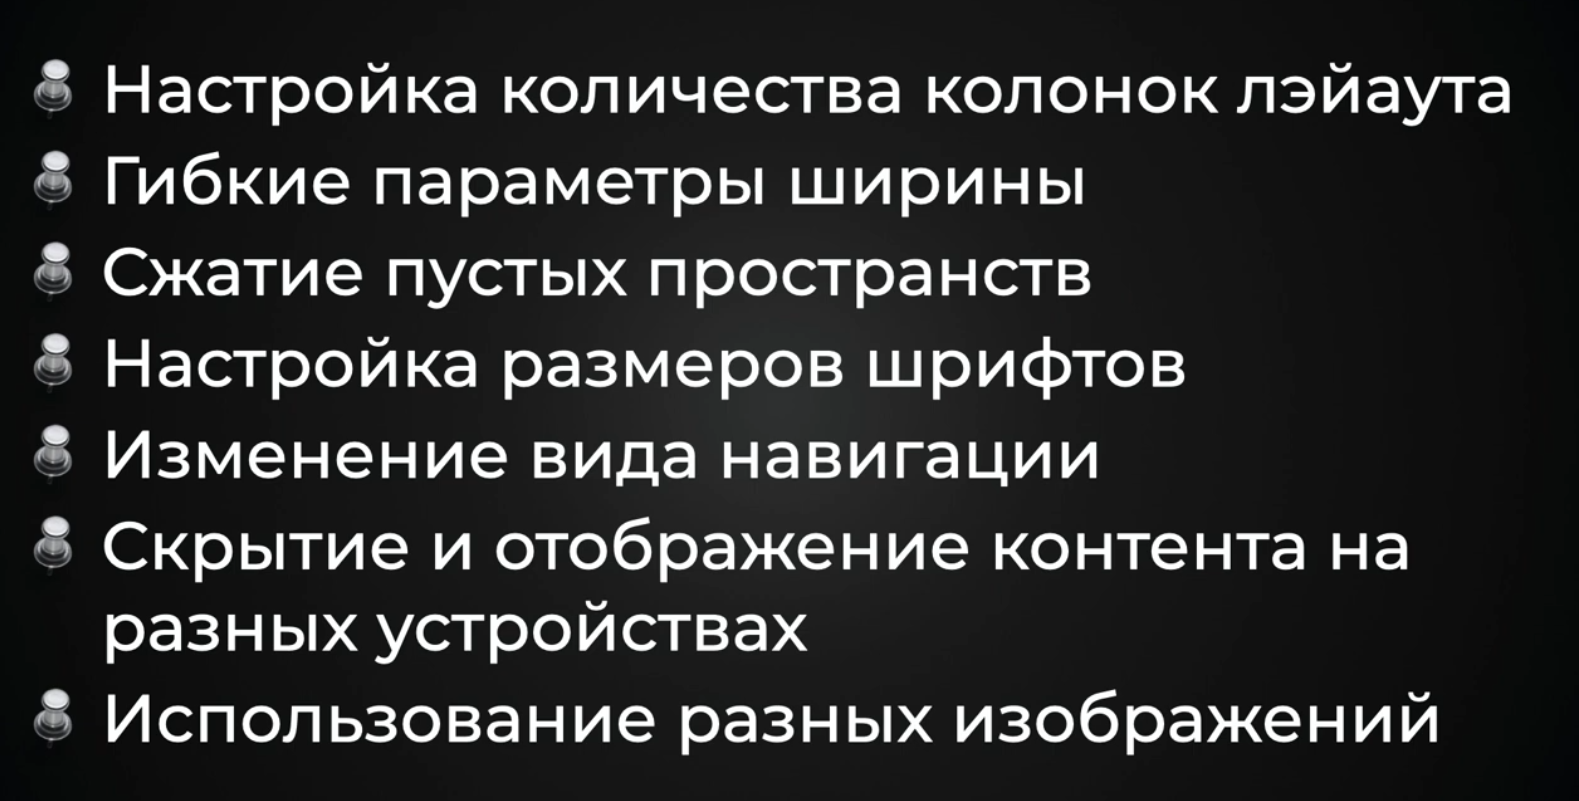 Настройка количества колонок лэйаута
Гибкие параметры ширины
Сжатие пустых пространств
Настройка размеров шрифтов
Изменение вида навигации
Скрытие и отображение контента на
разных устройствах
Использование разных изображений